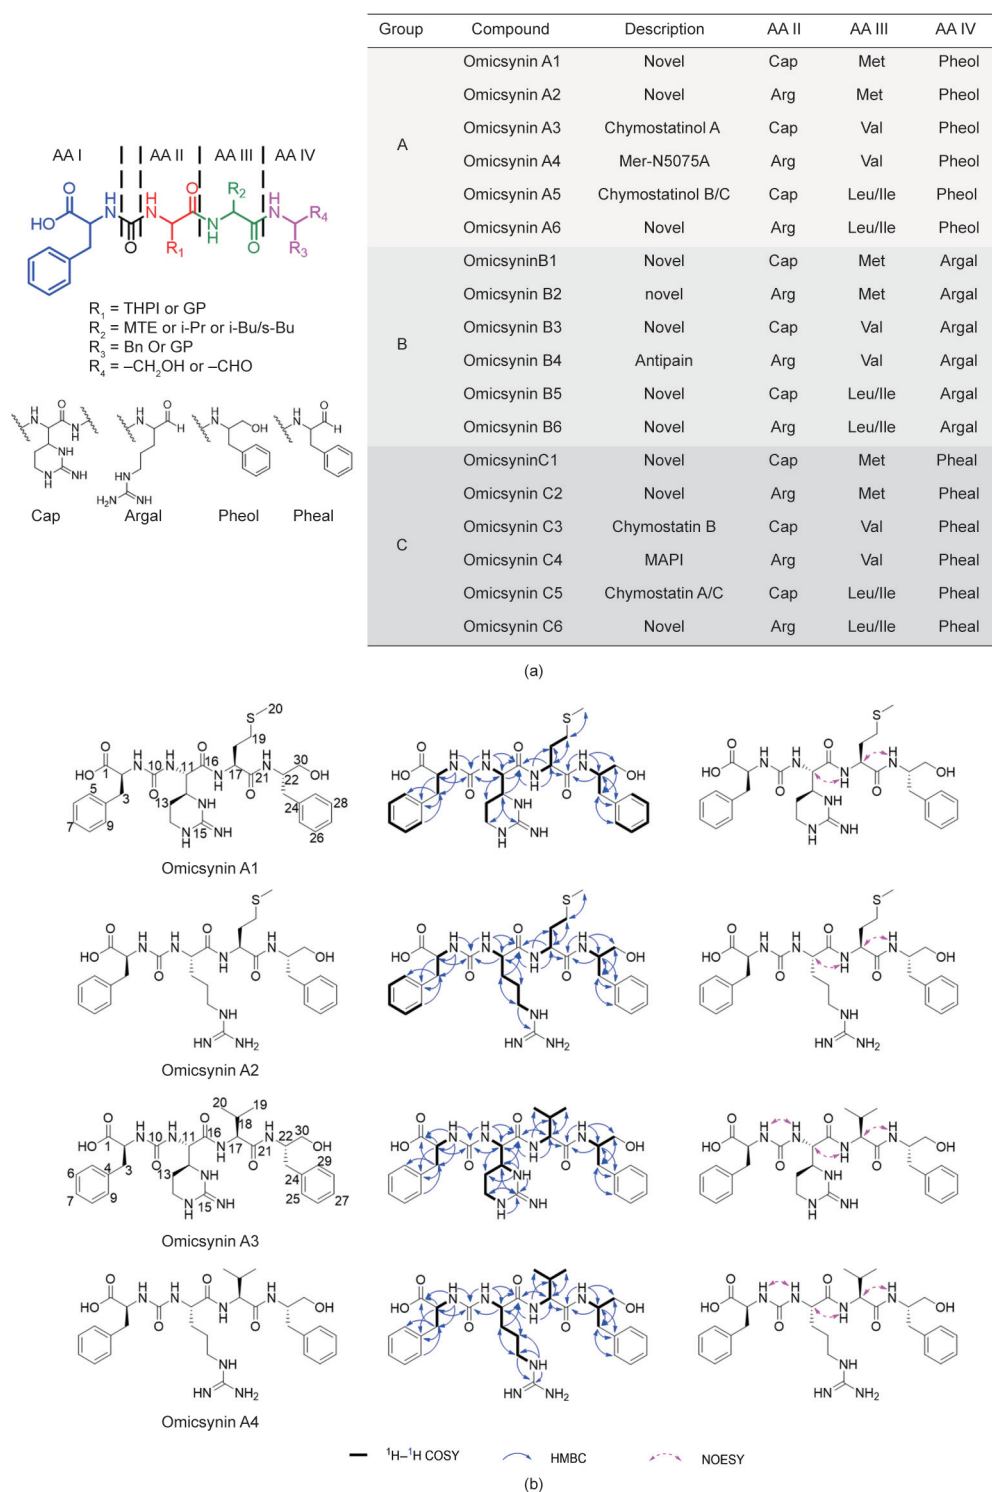 Group Compound Description AA II AA III AA IV
A
Omicsynin A1 Novel Cap Met Pheol
Omicsynin A2 Novel Arg Met Pheol
Omicsynin A3 Chymostatinol A Cap Val Pheol
Omicsynin A4 Mer-N5075A Arg Val Pheol
Omicsynin A5 Chymostatinol B/C Cap Leu/Ile Pheol
Omicsynin A6 Novel Arg Leu/Ile Pheol
B
OmicsyninB1 Novel Cap Met Argal
Omicsynin B2 novel Arg Met Argal
Omicsynin B3 Novel Cap Val Argal
Omicsynin B4 Antipain Arg Val Argal
Omicsynin B5 Novel Cap Leu/Ile Argal
Omicsynin B6 Novel Arg Leu/Ile Argal
C
OmicsyninC1 Novel Cap Met Pheal
Omicsynin C2 Novel Arg Met Pheal
Omicsynin C3 Chymostatin B Cap Val Pheal
Omicsynin C4 MAPI Arg Val Pheal
Omicsynin C5 Chymostatin A/C Cap Leu/Ile Pheal
Omicsynin C6 Novel Arg Leu/Ile Pheal
AA I AA II AA III AA IV
R₁ = THPI or GP
R₂ = MTE or i-Pr or i-Bu/s-Bu
R₃ = Bn Or GP
R₄ = –CH₂OH or –CHO
Cap Argal Pheol Pheal
(a)
Omicsynin A1
Omicsynin A2
Omicsynin A3
Omicsynin A4
¹H–¹H COSY HMBC NOESY
(b)